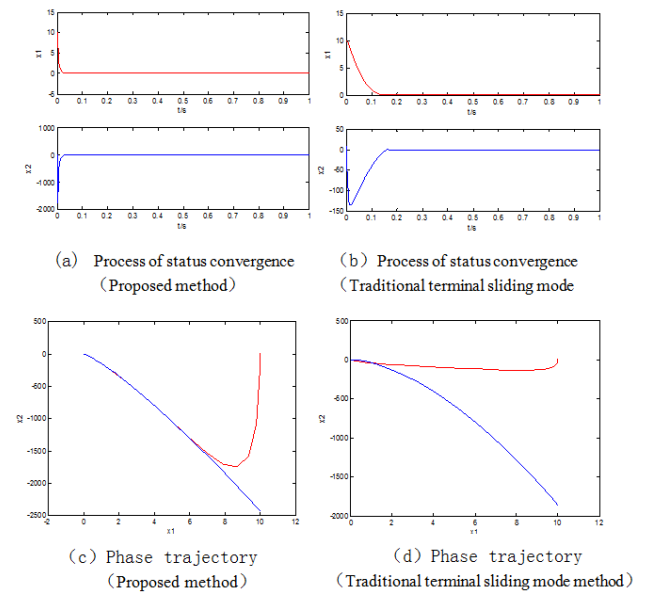 15
10
5
0
-5
x1
0 0.1 0.2 0.3 0.4 0.5 0.6 0.7 0.8 0.9 1
t/s
1000
0
-1000
-2000
x2
0 0.1 0.2 0.3 0.4 0.5 0.6 0.7 0.8 0.9 1
t/s
15
10
5
0
x1
0 0.1 0.2 0.3 0.4 0.5 0.6 0.7 0.8 0.9 1
t/s
50
0
-50
-100
-150
x2
0 0.1 0.2 0.3 0.4 0.5 0.6 0.7 0.8 0.9 1
t/s
(a) Process of status convergence
(Proposed method)
(b) Process of status convergence
(Traditional terminal sliding mode
500
0
-500
-1000
-1500
-2000
-2500
x2
-2 0 2 4 6 8 10 12
x1
500
0
-500
-1000
-1500
-2000
x2
0 2 4 6 8 10 12
x1
(c) Phase trajectory
(Proposed method)
(d) Phase trajectory
(Traditional terminal sliding mode method)